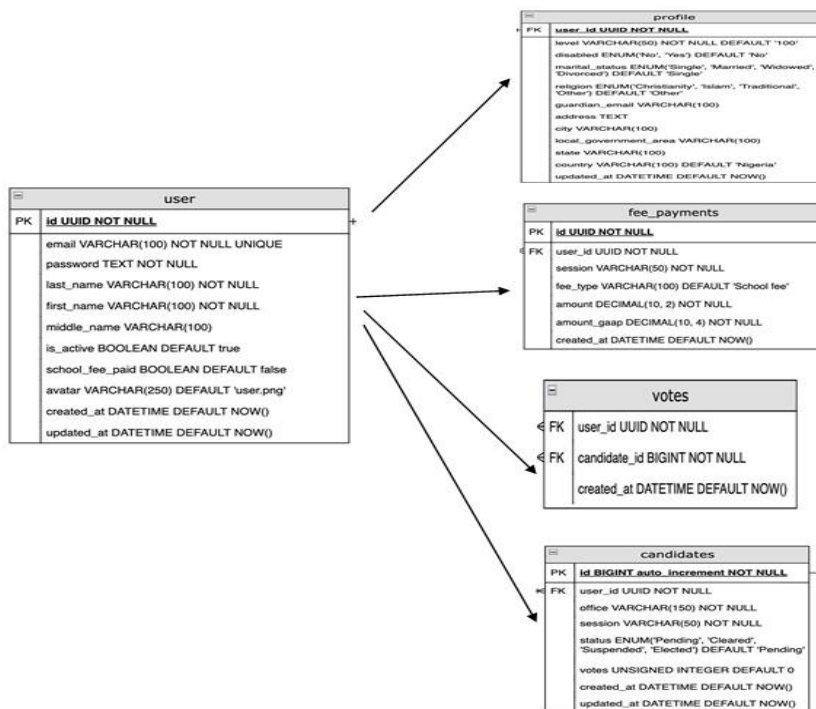 user
PK id UUID NOT NULL
email VARCHAR(100) NOT NULL UNIQUE
password TEXT NOT NULL
last_name VARCHAR(100) NOT NULL
first_name VARCHAR(100) NOT NULL
middle_name VARCHAR(100)
is_active BOOLEAN DEFAULT true
school_fee_paid BOOLEAN DEFAULT false
avatar VARCHAR(250) DEFAULT 'user.png'
created_at DATETIME DEFAULT NOW()
updated_at DATETIME DEFAULT NOW()
profile
FK user_id UUID NOT NULL
level VARCHAR(50) NOT NULL DEFAULT '100'
disabled ENUM('No', 'Yes') DEFAULT 'No'
marital_status ENUM('Single', 'Married', 'Widowed',
'Divorced') DEFAULT 'Single'
religion ENUM('Christianity', 'Islam', 'Traditional',
'Other') DEFAULT 'Other'
guardian_email VARCHAR(100)
address TEXT
city VARCHAR(100)
local_government_area VARCHAR(100)
state VARCHAR(100)
country VARCHAR(100) DEFAULT 'Nigeria'
updated_at DATETIME DEFAULT NOW()
fee_payments
PK id UUID NOT NULL
FK user_id UUID NOT NULL
session VARCHAR(50) NOT NULL
fee_type VARCHAR(100) DEFAULT 'School fee'
amount DECIMAL(10, 2) NOT NULL
amount_gaap DECIMAL(10, 4) NOT NULL
created_at DATETIME DEFAULT NOW()
votes
FK user_id UUID NOT NULL
FK candidate_id BIGINT NOT NULL
created_at DATETIME DEFAULT NOW()
candidates
PK id BIGINT auto_increment NOT NULL
FK user_id UUID NOT NULL
office VARCHAR(150) NOT NULL
session VARCHAR(50) NOT NULL
status ENUM('Pending', 'Cleared',
'Suspended', 'Elected') DEFAULT 'Pending'
votes UNSIGNED INTEGER DEFAULT 0
created_at DATETIME DEFAULT NOW()
updated_at DATETIME DEFAULT NOW()